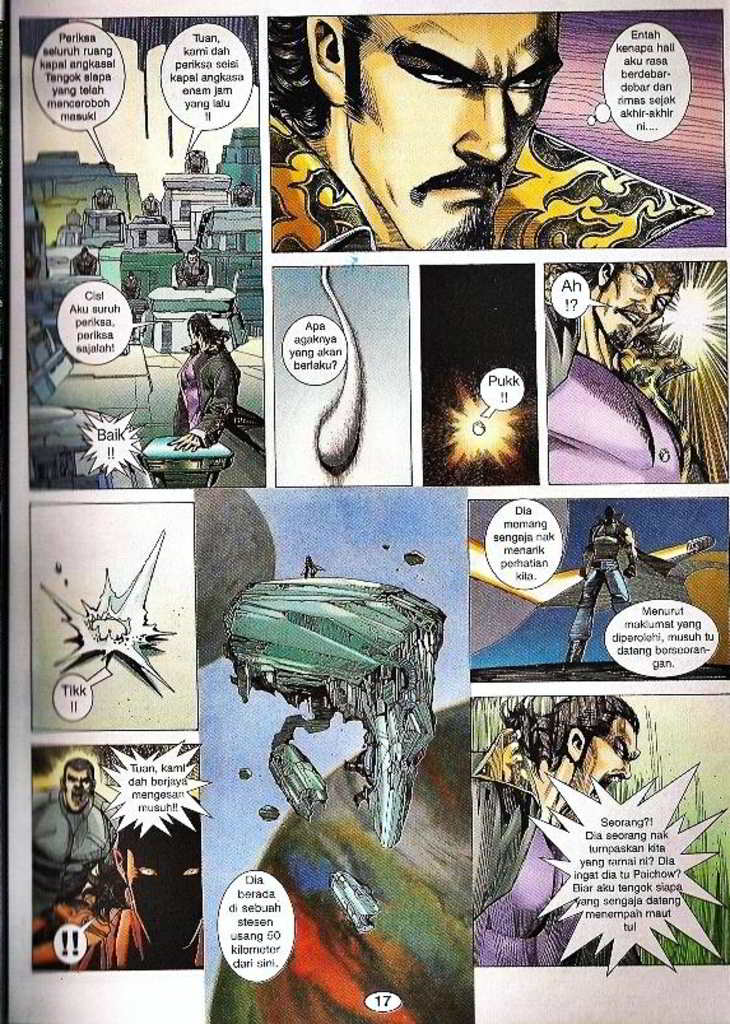 Periksa
seluruh ruang
kapal angkasa!
Tengok siapa
yang telah
menceroboh
masuk!
Tuan,
kami dah
periksa seisi
kapal angkasa
enam jam
yang lalu
!!
Cis!
Aku suruh
periksa,
periksa
sajalah!
Baik
!!
Entah
kenapa hati
aku rasa
berdebar-
debar dan
rimas sejak
akhir-akhir
ni....
Apa
agaknya
yang akan
berlaku?
Pukk
!!
Ah
!?
Tikk
!!
Tuan, kami
dah berjaya
mengesan
musuh!!
!!
Dia
berada
di sebuah
stesen
usang 50
kilometer
dari sini.
Dia
memang
sengaja nak
menarik
perhatian
kita.
Menurut
maklumat yang
diperolehi, musuh tu
datang berseoran-
gan.
Seorang?!
Dia seorang nak
tumpaskan kita
yang ramai ni? Dia
ingat dia tu Paichow?
Biar aku tengok siapa
yang sengaja datang
menempah maut
tu!
17